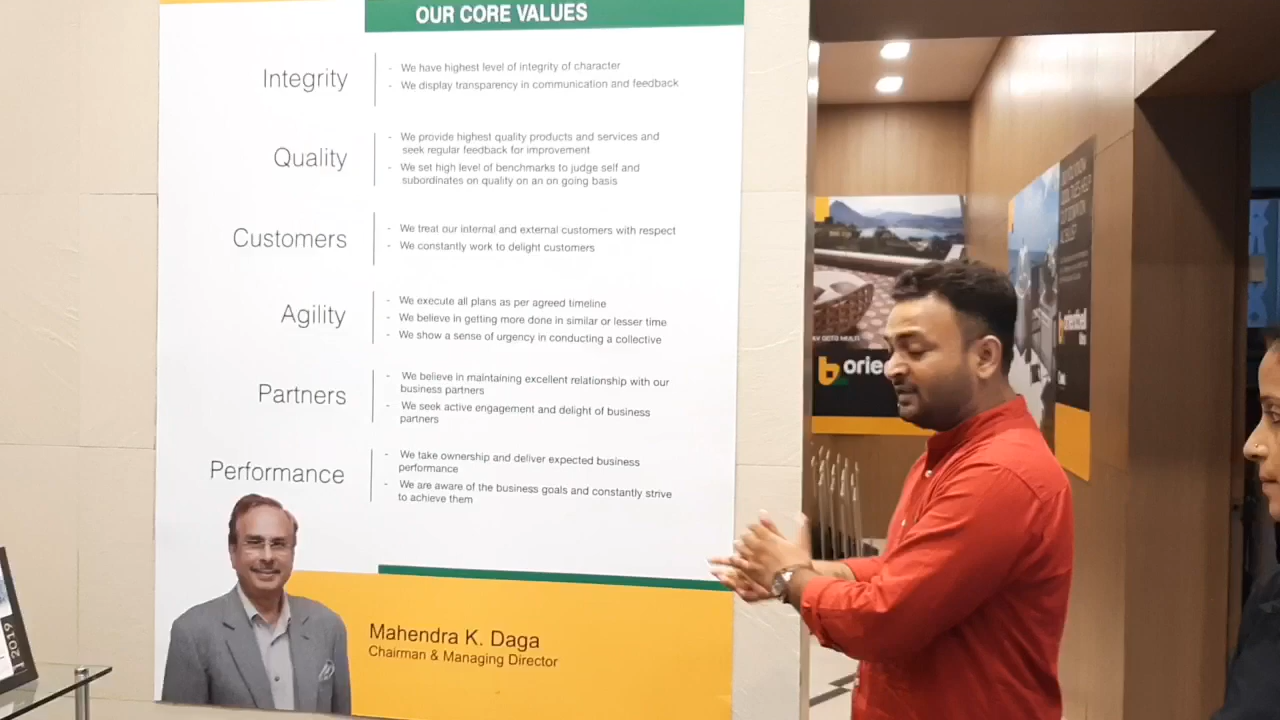 OUR CORE VALUES
Integrity
- We have highest level of integrity of character
- We display transparency in communication and feedback
Quality
- We provide highest quality products and services and
seek regular feedback for improvement
- We set high level of benchmarks to judge self and
subordinates on quality on an on going basis
Customers
- We treat our internal and external customers with respect
- We constantly work to delight customers
Agility
- We execute all plans as per agreed timeline
- We believe in getting more done in similar or lesser time
- We show a sense of urgency in conducting a collective
Partners
- We believe in maintaining excellent relationship with our
business partners
- We seek active engagement and delight of business
partners
Performance
- We take ownership and deliver expected business
performance
- We are aware of the business goals and constantly strive
to achieve them
Mahendra K. Daga
Chairman & Managing Director
orie
2019